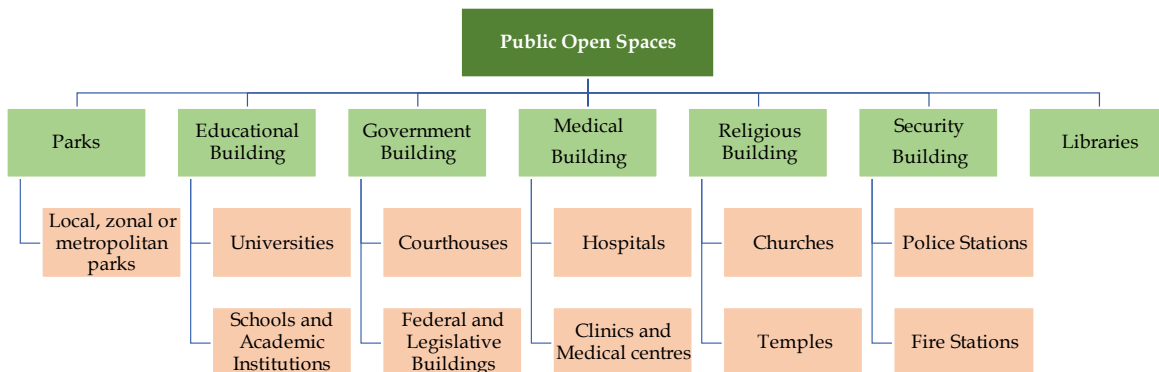 Public Open Spaces
Parks
Educational
Building
Government
Building
Medical
Building
Religious
Building
Security
Building
Libraries
Local, zonal or
metropolitan
parks
Universities
Courthouses
Hospitals
Churches
Police Stations
Schools and
Academic
Institutions
Federal and
Legislative
Buildings
Clinics and
Medical centres
Temples
Fire Stations